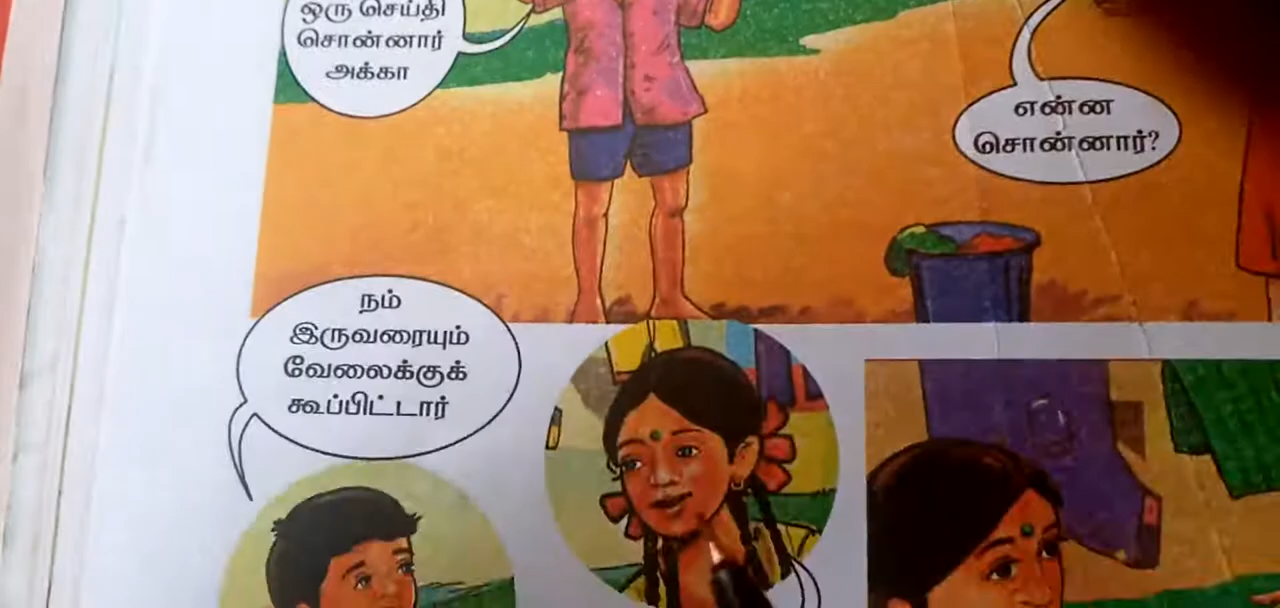 ஒரு செய்தி
சொன்னார்
அக்கா
என்ன
சொன்னார்?
நம்
இருவரையும்
வேலைக்குக்
கூப்பிட்டார்